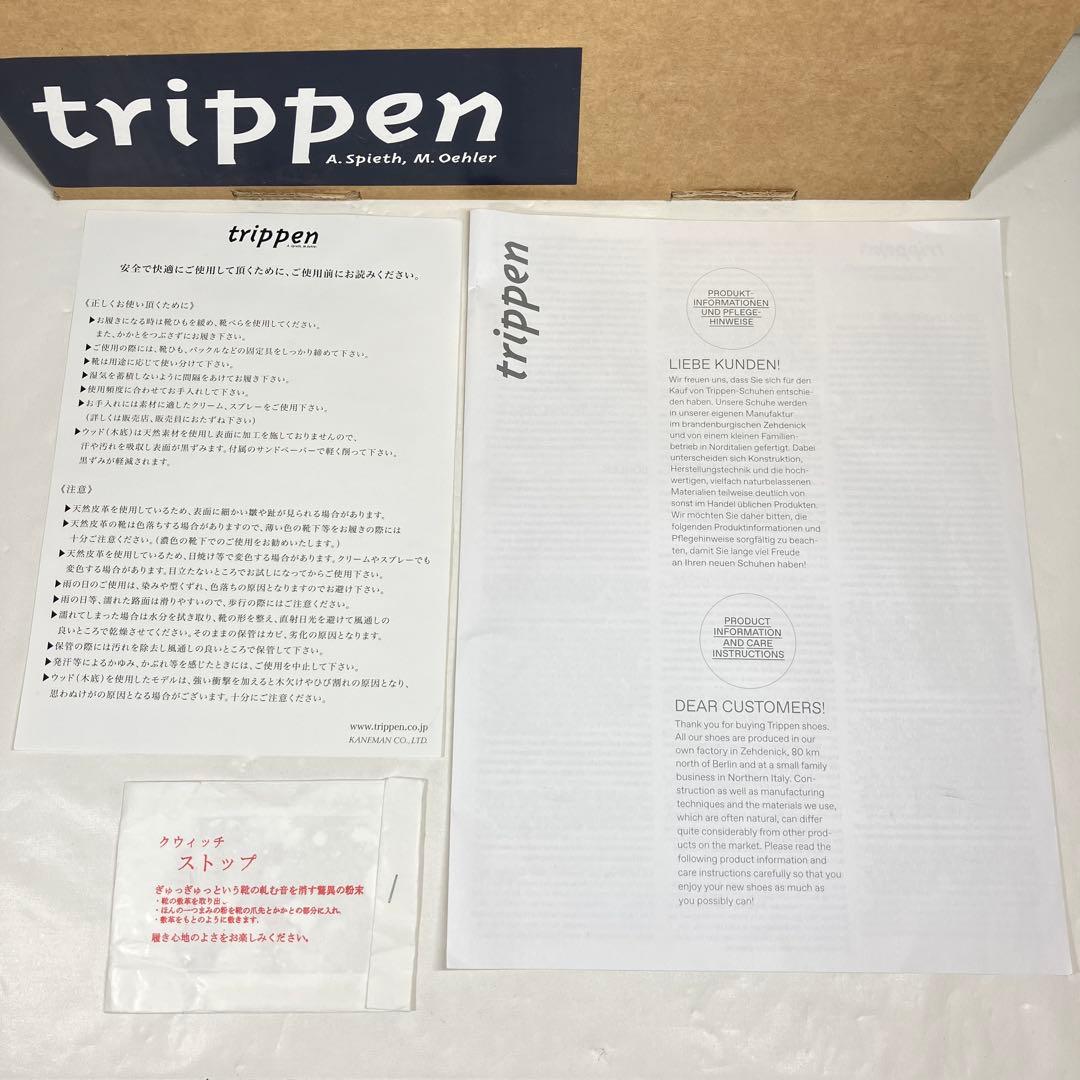 trippen
A. Spieth, M. Oehler
trippen
A. Spieth, M. Oehler
安全で快適にご使用して頂くために、ご使用前にお読みください。
《正しくお使い頂くために》
▶お履きになる時は靴ひもを緩め、靴べらを使用してください。
また、かかとをつぶさずにお履き下さい。
▶ご使用の際には、靴ひも、バックルなどの固定具をしっかり締めて下さい。
▶靴は用途に応じて使い分けて下さい。
▶湿気を蓄積しないように間隔をあけてお履き下さい。
▶使用頻度に合わせてお手入れして下さい。
▶お手入れには素材に適したクリーム、スプレーをご使用下さい。
(詳しくは販売店、販売員におたずね下さい)
▶ウッド(木底)は天然素材を使用し表面に加工を施しておりませんので、
汗や汚れを吸収し表面が黒ずみます。付属のサンドペーパーで軽く削って下さい。
黒ずみが軽減されます。
《注意》
▶天然皮革を使用しているため、表面に細かい皺や趾が見られる場合があります。
▶天然皮革の靴は色落ちする場合がありますので、薄い色の靴下等をお履きの際には
十分ご注意ください。(濃色の靴下でのご使用をお勧めいたします。)
▶天然皮革を使用しているため、日焼け等で変色する場合があります。クリームやスプレーでも
変色する場合があります。目立たないところでお試しになってからご使用下さい。
▶雨の日のご使用は、染みや型くずれ、色落ちの原因となりますのでお避け下さい。
▶雨の日等、濡れた路面は滑りやすいので、歩行の際にはご注意ください。
▶濡れてしまった場合は水分を拭き取り、靴の形を整え、直射日光を避けて風通しの
良いところで乾燥させてください。そのままの保管はカビ、劣化の原因となります。
▶保管の際には汚れを除去し風通しの良いところで保管して下さい。
▶発汗等によるかゆみ、かぶれ等を感じたときには、ご使用を中止して下さい。
▶ウッド(木底)を使用したモデルは、強い衝撃を加えると木欠けやひび割れの原因となり、
思わぬけがの原因となる場合がございます。十分にご注意ください。
www.trippen.co.jp
KANEMAN CO., LTD.
trippen
PRODUKT-
INFORMATIONEN
UND PFLEGE-
HINWEISE
LIEBE KUNDEN!
Wir freuen uns, dass Sie sich für den
Kauf von Trippen-Schuhen entschie-
den haben. Unsere Schuhe werden
in unserer eigenen Manufaktur
im brandenburgischen Zehdenick
und von einem kleinen Familien-
betrieb in Norditalien gefertigt. Dabei
unterscheiden sich Konstruktion,
Herstellungstechnik und die hoch-
wertigen, vielfach naturbelassenen
Materialien teilweise deutlich von
sonst im Handel üblichen Produkten.
Wir möchten Sie daher bitten, die
folgenden Produktinformationen und
Pflegehinweise sorgfältig zu beach-
ten, damit Sie lange viel Freude
an Ihren neuen Schuhen haben!
PRODUCT
INFORMATION
AND CARE
INSTRUCTIONS
DEAR CUSTOMERS!
Thank you for buying Trippen shoes.
All our shoes are produced in our
own factory in Zehdenick, 80 km
north of Berlin and at a small family
business in Northern Italy. Con-
struction as well as manufacturing
techniques and the materials we use,
which are often natural, can differ
quite considerably from other prod-
ucts on the market. Please read the
following product information and
care instructions carefully so that you
enjoy your new shoes as much as
you possibly can!
クウィッチ
ストップ
ぎゅっぎゅっという靴の軋む音を消す驚異の粉末
・靴の敷革を取り出し、
・ほんの一つまみの粉を靴の爪先とかかとの部分に入れ、
・敷革をもとのように敷きます。
履き心地のよさをお楽しみください。